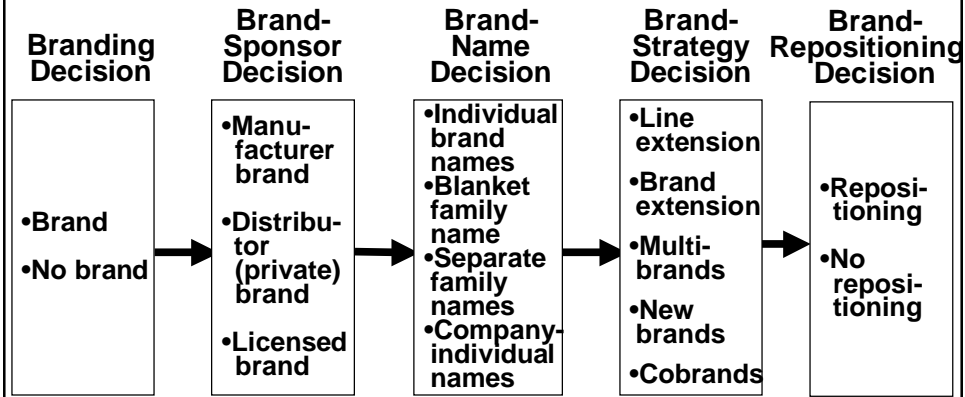 Branding
Decision
Brand-
Sponsor
Decision
Brand-
Name
Decision
Brand-
Strategy
Decision
Brand-
Repositioning
Decision
•Brand
•No brand
•Manu-
facturer
brand
•Distribu-
tor
(private)
brand
•Licensed
brand
•Individual
brand
names
•Blanket
family
name
•Separate
family
names
•Company-
individual
names
•Line
extension
•Brand
extension
•Multi-
brands
•New
brands
•Cobrands
•Reposi-
tioning
•No
reposi-
tioning